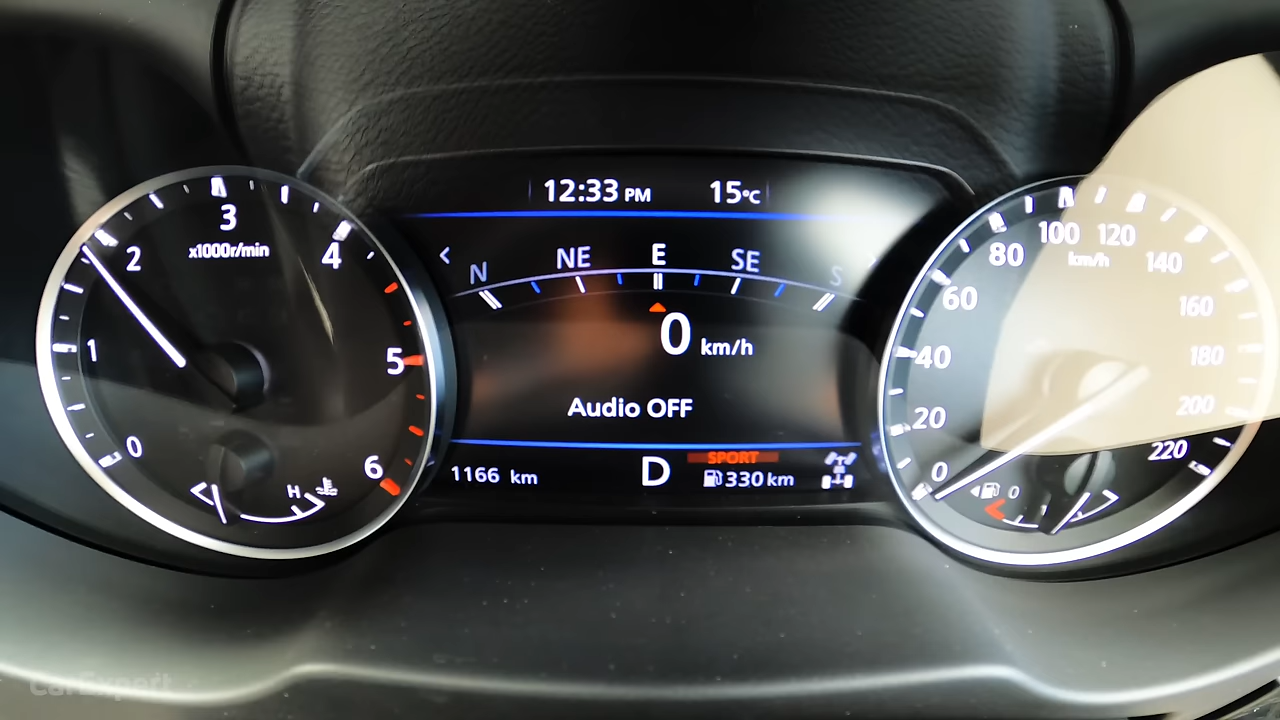 12:33 PM 15°C
N NE E SE S
0 km/h
Audio OFF
SPORT
1166 km D 330 km
0 1 2 3 4 5 6
x1000r/min
H
0 20 40 60 80 100 120 140 160 180 200 220
km/h
0
CarExpert